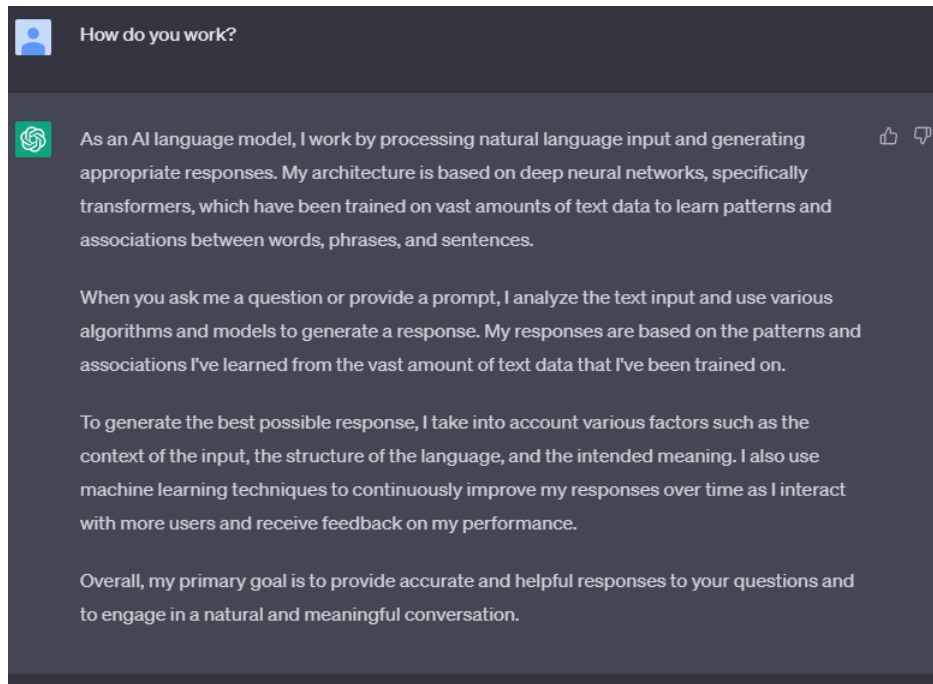 How do you work?
As an AI language model, I work by processing natural language input and generating
appropriate responses. My architecture is based on deep neural networks, specifically
transformers, which have been trained on vast amounts of text data to learn patterns and
associations between words, phrases, and sentences.
When you ask me a question or provide a prompt, I analyze the text input and use various
algorithms and models to generate a response. My responses are based on the patterns and
associations I've learned from the vast amount of text data that I've been trained on.
To generate the best possible response, I take into account various factors such as the
context of the input, the structure of the language, and the intended meaning. I also use
machine learning techniques to continuously improve my responses over time as I interact
with more users and receive feedback on my performance.
Overall, my primary goal is to provide accurate and helpful responses to your questions and
to engage in a natural and meaningful conversation.